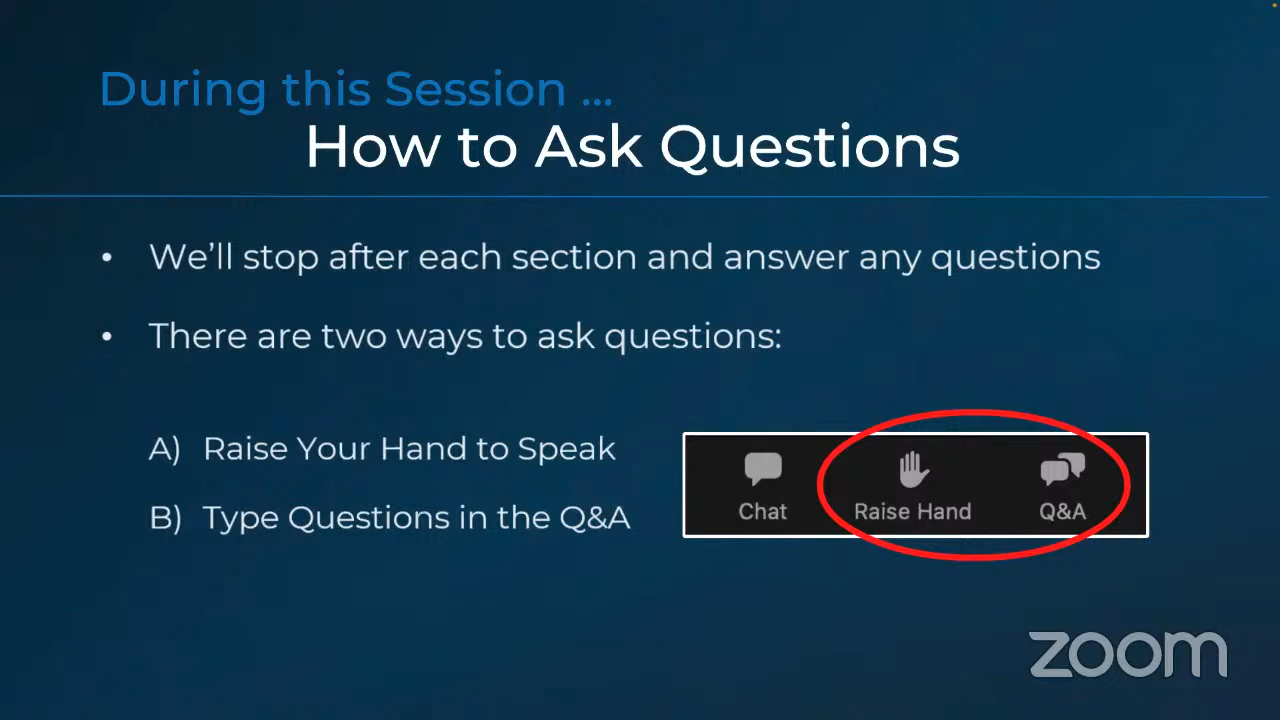 During this Session ...
How to Ask Questions
• We’ll stop after each section and answer any questions
• There are two ways to ask questions:
A) Raise Your Hand to Speak
B) Type Questions in the Q&A
Chat Raise Hand Q&A
zoom